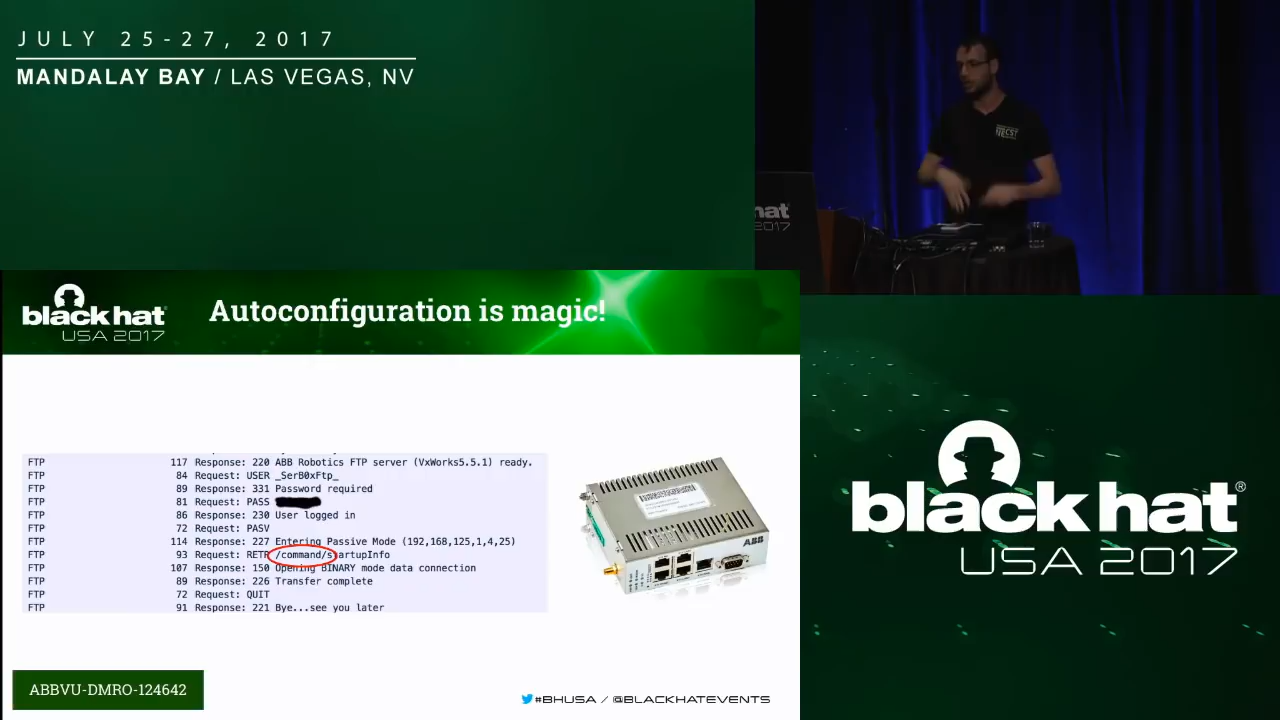 JULY 25-27, 2017
MANDALAY BAY / LAS VEGAS, NV
NECST
hat
2017
black hat
USA 2017
Autoconfiguration is magic!
FTP 117 Response: 220 ABB Robotics FTP server (VxWorks5.5.1) ready.
FTP 84 Request: USER _SerB0xFtp_
FTP 89 Response: 331 Password required
FTP 81 Request: PASS
FTP 86 Response: 230 User logged in
FTP 72 Request: PASV
FTP 114 Response: 227 Entering Passive Mode (192,168,125,1,4,25)
FTP 93 Request: RETR /command/startupInfo
FTP 107 Response: 150 Opening BINARY mode data connection
FTP 89 Response: 226 Transfer complete
FTP 72 Request: QUIT
FTP 91 Response: 221 Bye...see you later
ABB
ABBVU-DMRO-124642
#BHUSA / @BLACKHATEVENTS
black hat®
USA 2017